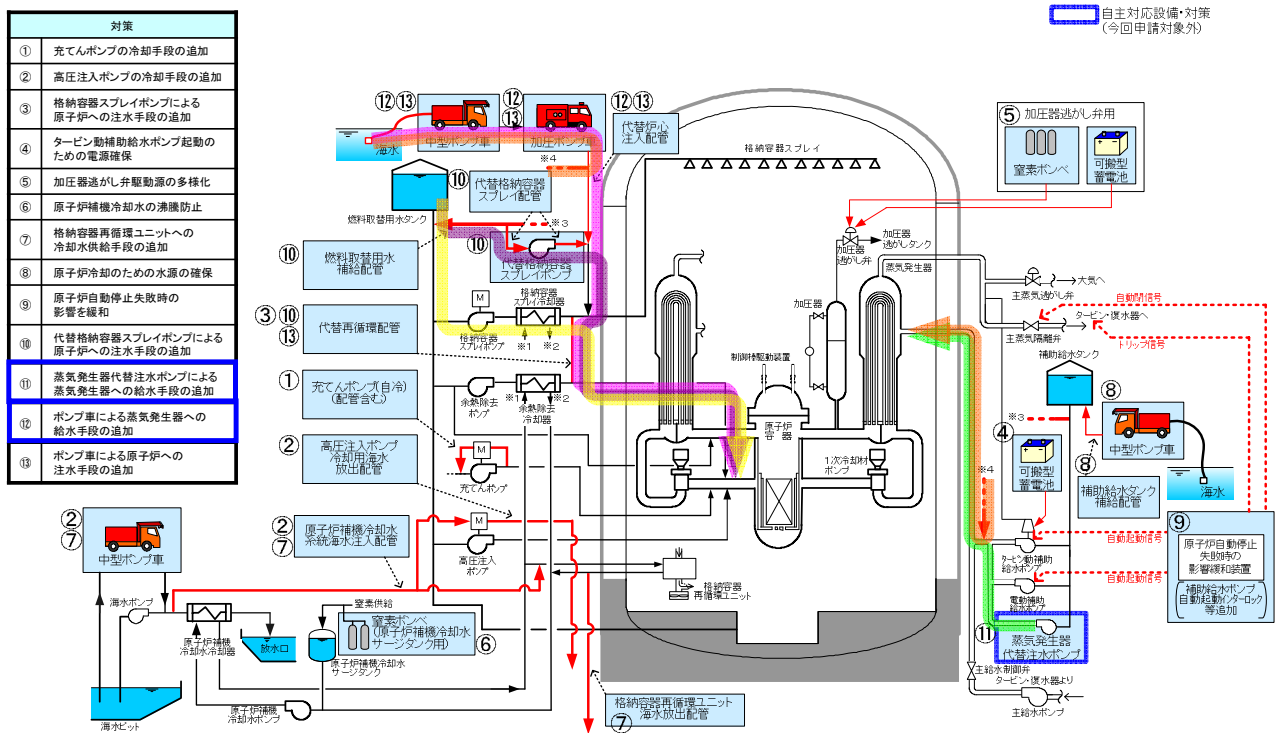 対策
① 充てんポンプの冷却手段の追加
② 高圧注入ポンプの冷却手段の追加
③ 格納容器スプレイポンプによる
原子炉への注水手段の追加
④ タービン動補助給水ポンプ起動の
ための電源確保
⑤ 加圧器逃がし弁駆動源の多様化
⑥ 原子炉補機冷却水の沸騰防止
⑦ 格納容器再循環ユニットへの
冷却水供給手段の追加
⑧ 原子炉冷却のための水源の確保
⑨ 原子炉自動停止失敗時の
影響を緩和
⑩ 代替格納容器スプレイポンプによる
原子炉への注水手段の追加
⑪ 蒸気発生器代替注水ポンプによる
蒸気発生器への給水手段の追加
⑫ ポンプ車による蒸気発生器への
給水手段の追加
⑬ ポンプ車による原子炉への
注水手段の追加
自主対応設備・対策
(今回申請対象外)
⑫ ⑬
中型ポンプ車
⑫
⑬
加圧ポンプ車
⑫ ⑬
代替炉心
注入配管
海水
※4
⑩
代替格納容器
スプレイ配管
燃料取替用水タンク
※3
⑩
代替格納容器
スプレイポンプ
⑩
燃料取替用水
補給配管
格納容器
スプレイ冷却器
M
格納容器
スプレイポンプ
※1
※2
③ ⑩
⑬
代替再循環配管
①
充てんポンプ(自冷)
(配管含む)
余熱除去
ポンプ
※1
※2
余熱除去
冷却器
②
高圧注入ポンプ
冷却用海水
放出配管
M
充てんポンプ
②
⑦
原子炉補機冷却水
系統海水注入配管
M
高圧注入
ポンプ
格納容器スプレイ
加圧器
加圧器
逃がし弁
加圧器
逃がしタンク
蒸気発生器
制御棒駆動装置
原子炉
容器
1次冷却材
ポンプ
格納容器
再循環ユニット
⑤ 加圧器逃がし弁用
窒素ボンベ
可搬型
蓄電池
大気へ
主蒸気逃がし弁
タービン・復水器へ
主蒸気隔離弁
自動閉信号
トリップ信号
補助給水タンク
※3
⑧
中型ポンプ車
海水
④
可搬型
蓄電池
⑧
補助給水タンク
補給配管
※4
タービン動補助
給水ポンプ
自動起動信号
電動補助
給水ポンプ
自動起動信号
⑨
原子炉自動停止
失敗時の
影響緩和装置
(補助給水ポンプ
自動起動インターロック
等追加)
⑪
蒸気発生器
代替注水ポンプ
主給水制御弁
タービン・復水器より
主給水ポンプ
②
⑦
中型ポンプ車
海水ポンプ
原子炉補機
冷却水冷却器
放水口
海水ピット
原子炉補機
冷却水ポンプ
窒素供給
窒素ボンベ
(原子炉補機冷却水
サージタンク用)
⑥
原子炉補機冷却水
サージタンク
格納容器再循環ユニット
海水放出配管
⑦